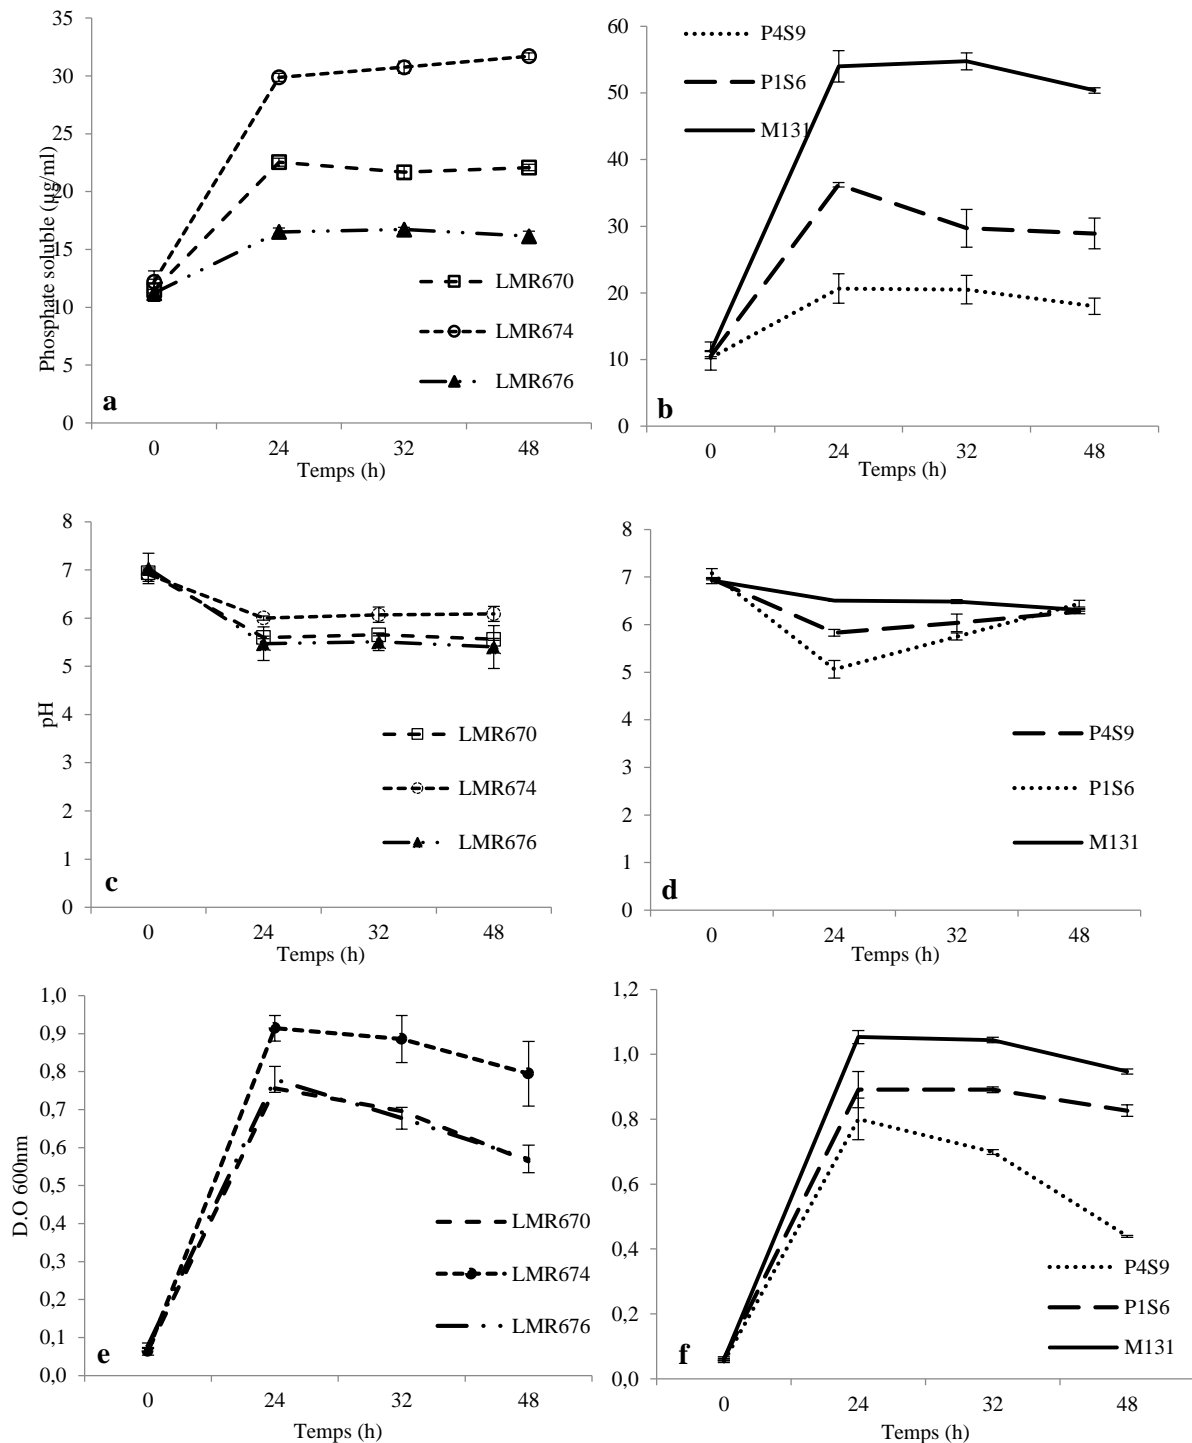 Phosphate soluble (µg/ml)
35
30
25
20
15
10
5
0
LMR670
LMR674
LMR676
a
0 24 32 48
Temps (h)
60
50
40
30
20
10
0
P4S9
P1S6
M131
b
0 24 32 48
Temps (h)
pH
8
7
6
5
4
3
2
1
0
LMR670
LMR674
LMR676
c
0 24 32 48
Temps (h)
8
7
6
5
4
3
2
1
0
P4S9
P1S6
M131
d
0 24 32 48
Temps (h)
D.O 600nm
1,0
0,9
0,8
0,7
0,6
0,5
0,4
0,3
0,2
0,1
0,0
LMR670
LMR674
LMR676
e
0 24 32 48
Temps (h)
1,2
1,0
0,8
0,6
0,4
0,2
0,0
P4S9
P1S6
M131
f
0 24 32 48
Temps (h)